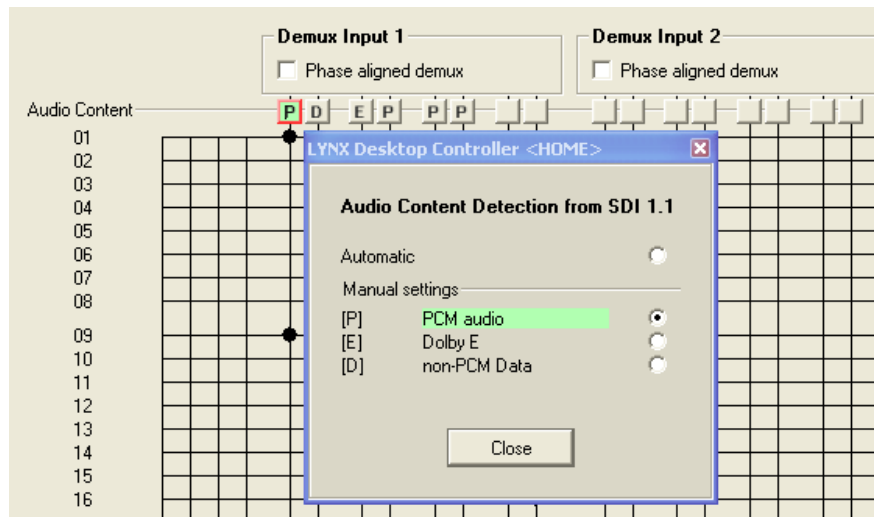 Demux Input 1 Demux Input 2
Phase aligned demux Phase aligned demux
Audio Content P D E P P P
01
LYNX Desktop Controller <HOME>
02
03
04 Audio Content Detection from SDI 1.1
05
06 Automatic
07
Manual settings
08
[P] PCM audio
09
[E] Dolby E
10
[D] non-PCM Data
11
12
13
14 Close
15
16